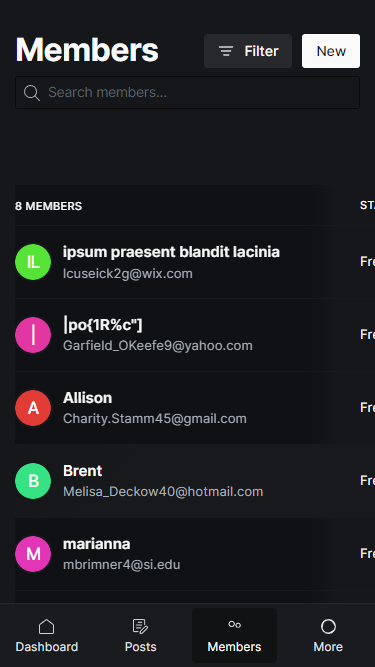 Members
Filter
New
Search members...
8 MEMBERS
STA
IL
ipsum praesent blandit lacinia
lcuseick2g@wix.com
Fre
|
|po{1R%c"]
Garfield_OKeefe9@yahoo.com
Fre
A
Allison
Charity.Stamm45@gmail.com
Fre
B
Brent
Melisa_Deckow40@hotmail.com
Fre
M
marianna
mbrimner4@si.edu
Fre
Dashboard
Posts
Members
More